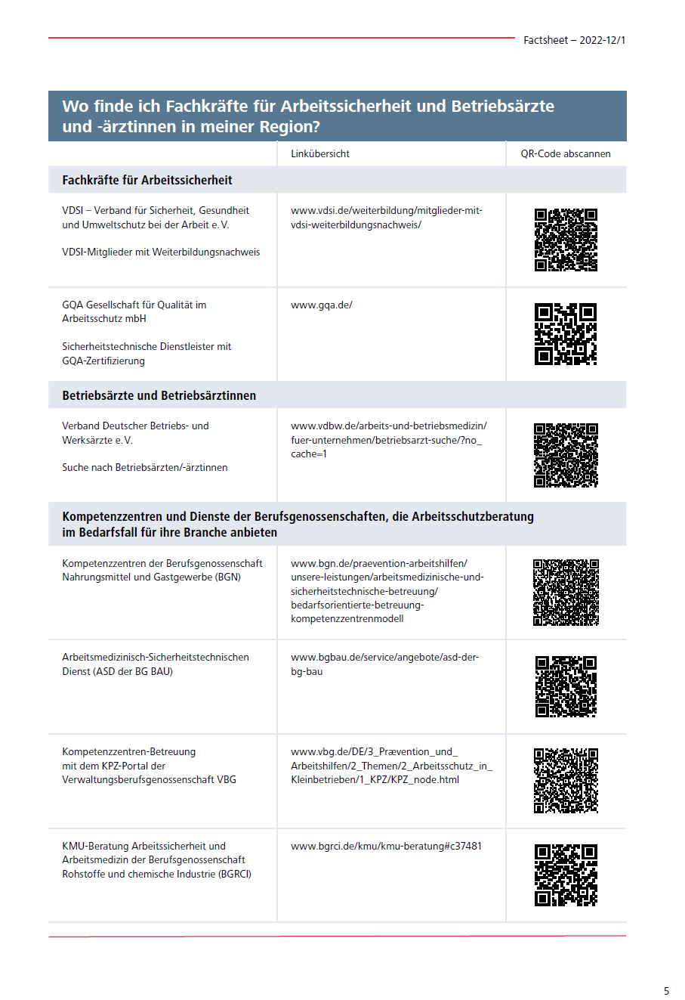 Factsheet – 2022-12/1
Wo finde ich Fachkräfte für Arbeitssicherheit und Betriebsärzte
und -ärztinnen in meiner Region?
Linkübersicht
QR-Code abscannen
Fachkräfte für Arbeitssicherheit
VDSI – Verband für Sicherheit, Gesundheit
und Umweltschutz bei der Arbeit e. V.
VDSI-Mitglieder mit Weiterbildungsnachweis
www.vdsi.de/weiterbildung/mitglieder-mit-
vdsi-weiterbildungsnachweis/
GQA Gesellschaft für Qualität im
Arbeitsschutz mbH
Sicherheitstechnische Dienstleister mit
GQA-Zertifizierung
www.gqa.de/
Betriebsärzte und Betriebsärztinnen
Verband Deutscher Betriebs- und
Werksärzte e. V.
Suche nach Betriebsärzten/-ärztinnen
www.vdbw.de/arbeits-und-betriebsmedizin/
fuer-unternehmen/betriebsarzt-suche/?no_
cache=1
Kompetenzzentren und Dienste der Berufsgenossenschaften, die Arbeitsschutzberatung
im Bedarfsfall für ihre Branche anbieten
Kompetenzzentren der Berufsgenossenschaft
Nahrungsmittel und Gastgewerbe (BGN)
www.bgn.de/praevention-arbeitshilfen/
unsere-leistungen/arbeitsmedizinische-und-
sicherheitstechnische-betreuung/
bedarfsorientierte-betreuung-
kompetenzzentrenmodell
Arbeitsmedizinisch-Sicherheitstechnischen
Dienst (ASD der BG BAU)
www.bgbau.de/service/angebote/asd-der-
bg-bau
Kompetenzzentren-Betreuung
mit dem KPZ-Portal der
Verwaltungsberufsgenossenschaft VBG
www.vbg.de/DE/3_Prævention_und_
Arbeitshilfen/2_Themen/2_Arbeitsschutz_in_
Kleinbetrieben/1_KPZ/KPZ_node.html
KMU-Beratung Arbeitssicherheit und
Arbeitsmedizin der Berufsgenossenschaft
Rohstoffe und chemische Industrie (BGRCI)
www.bgrci.de/kmu/kmu-beratung#c37481
5